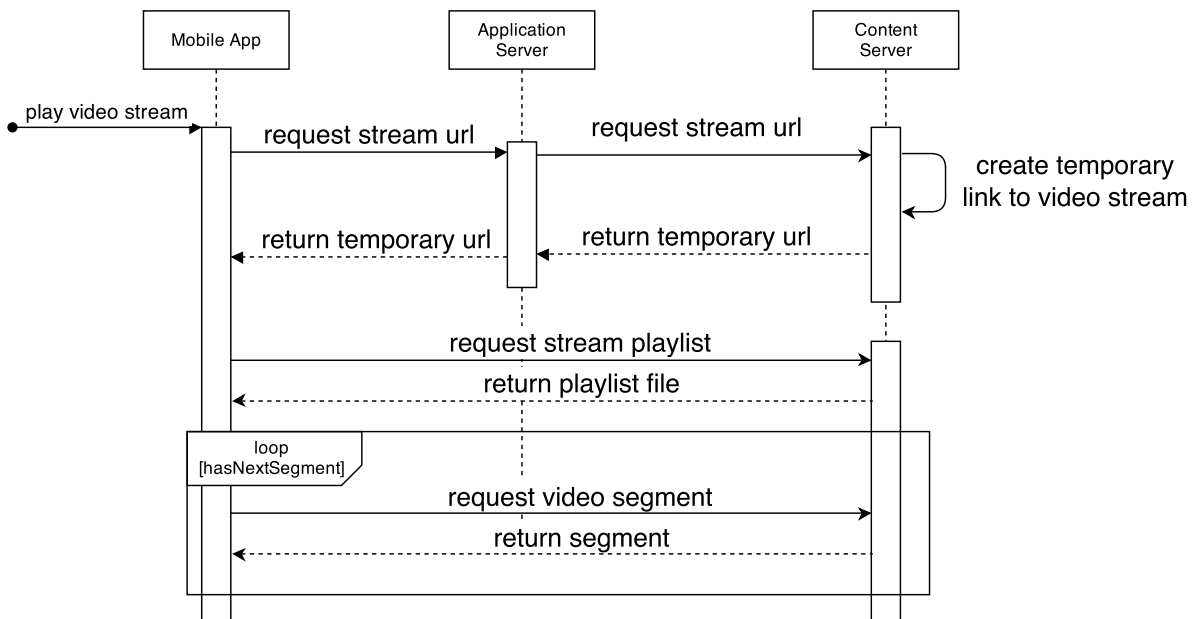 Mobile App
Application
Server
Content
Server
play video stream
request stream url
request stream url
create temporary
link to video stream
return temporary url
return temporary url
request stream playlist
return playlist file
loop
[hasNextSegment]
request video segment
return segment